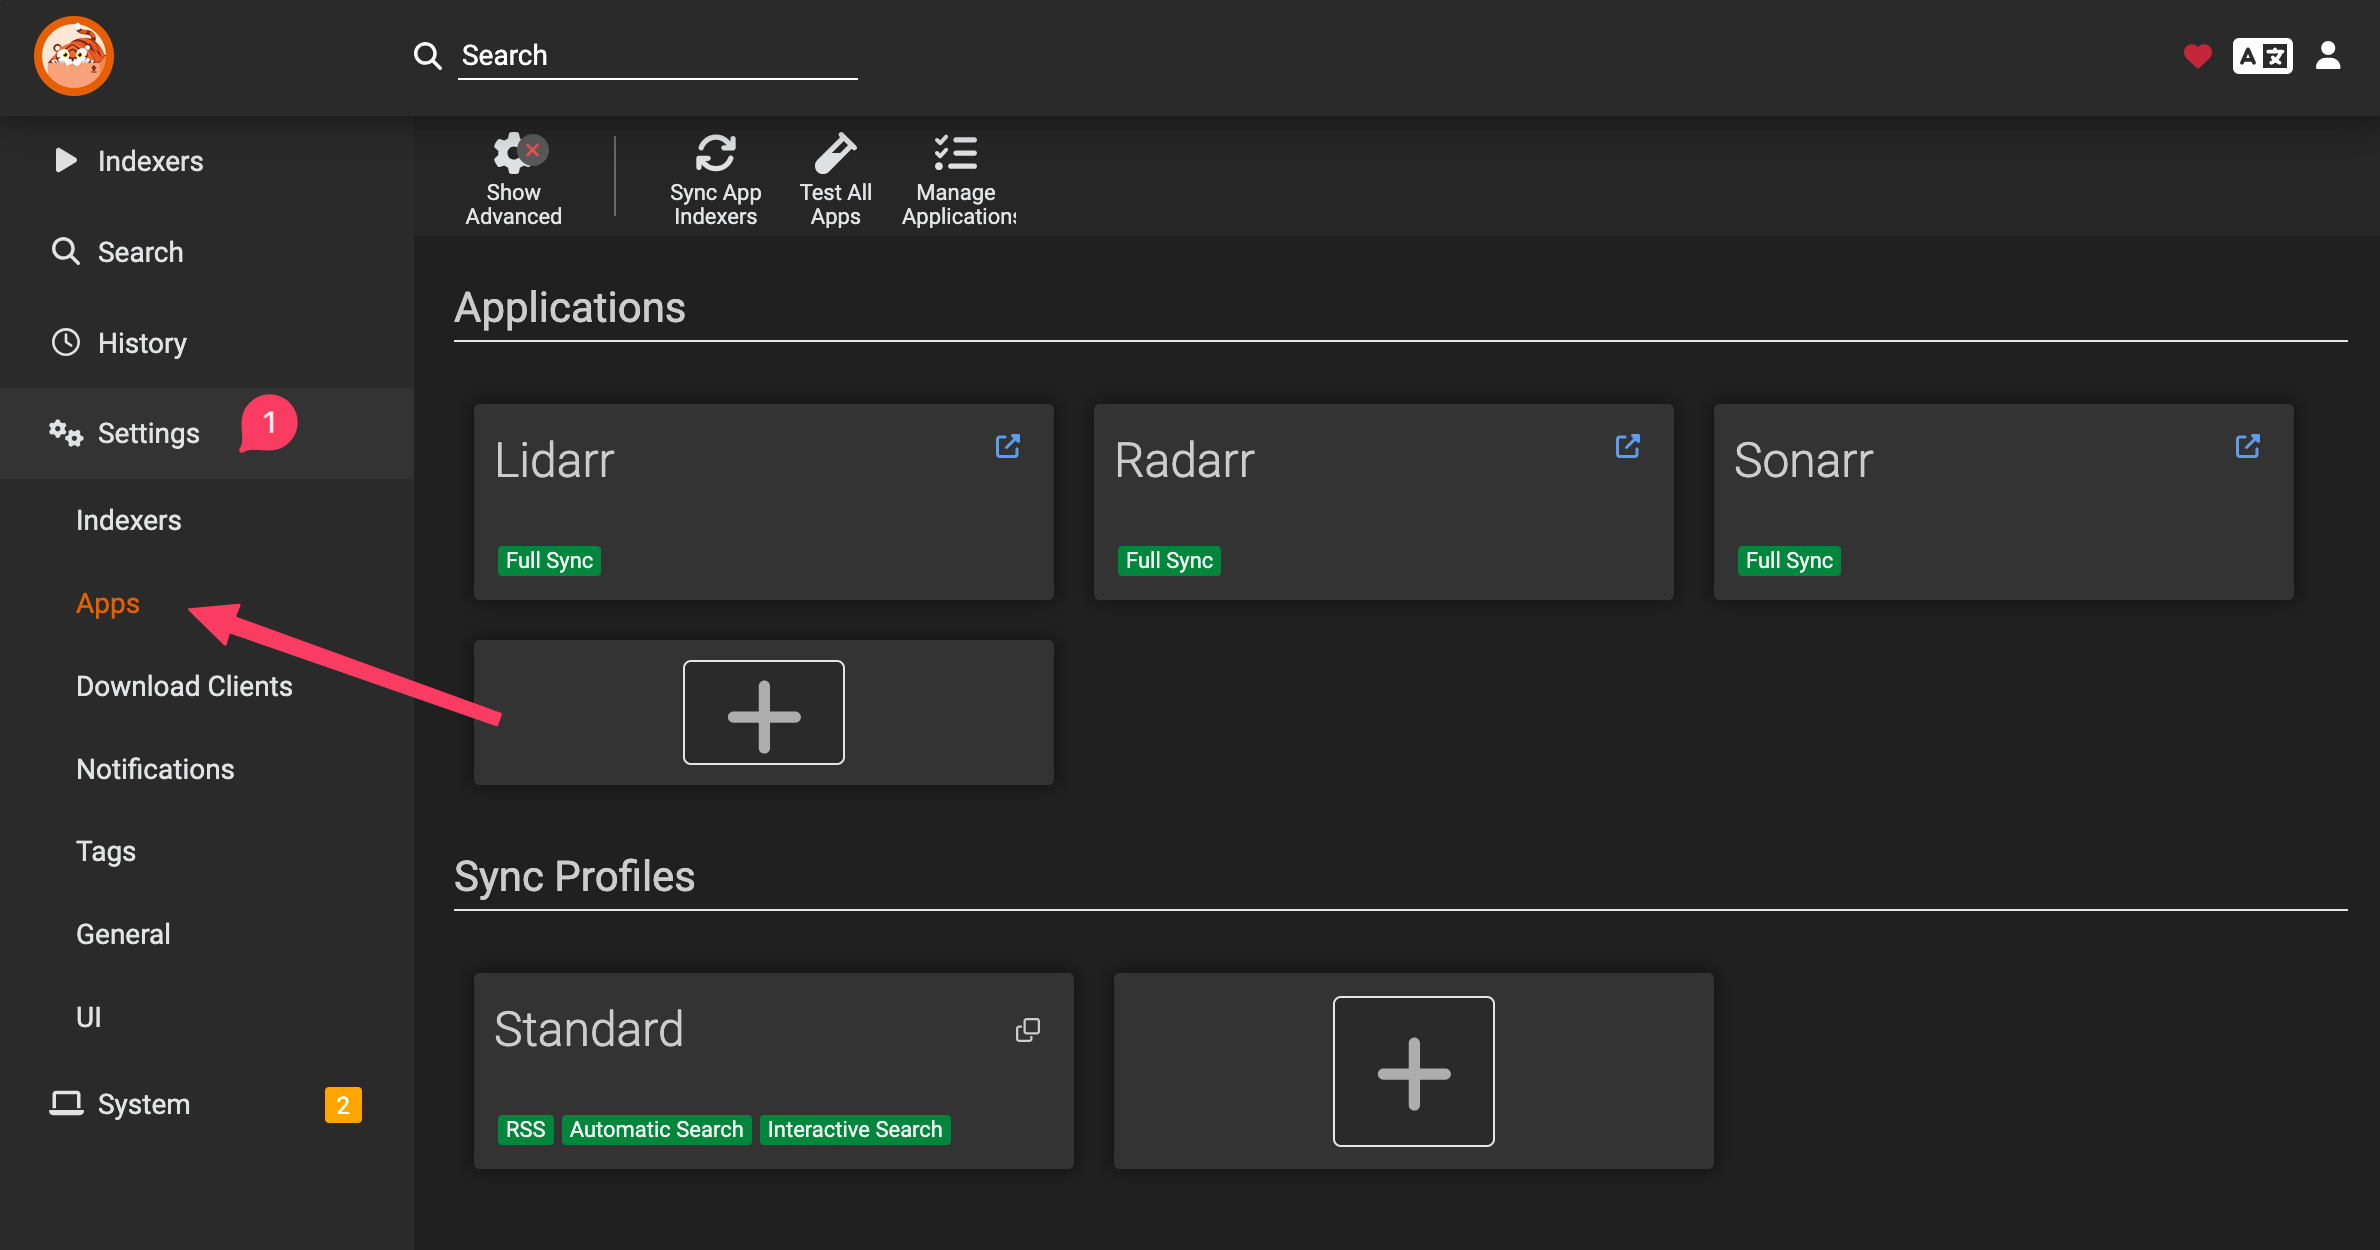 Search
A 文
Indexers
Search
History
Settings
1
Indexers
Apps
Download Clients
Notifications
Tags
General
UI
System
2
Show
Advanced
Sync App
Indexers
Test All
Apps
Manage
Applications
Applications
Lidarr
Full Sync
Radarr
Full Sync
Sonarr
Full Sync
Sync Profiles
Standard
RSS
Automatic Search
Interactive Search